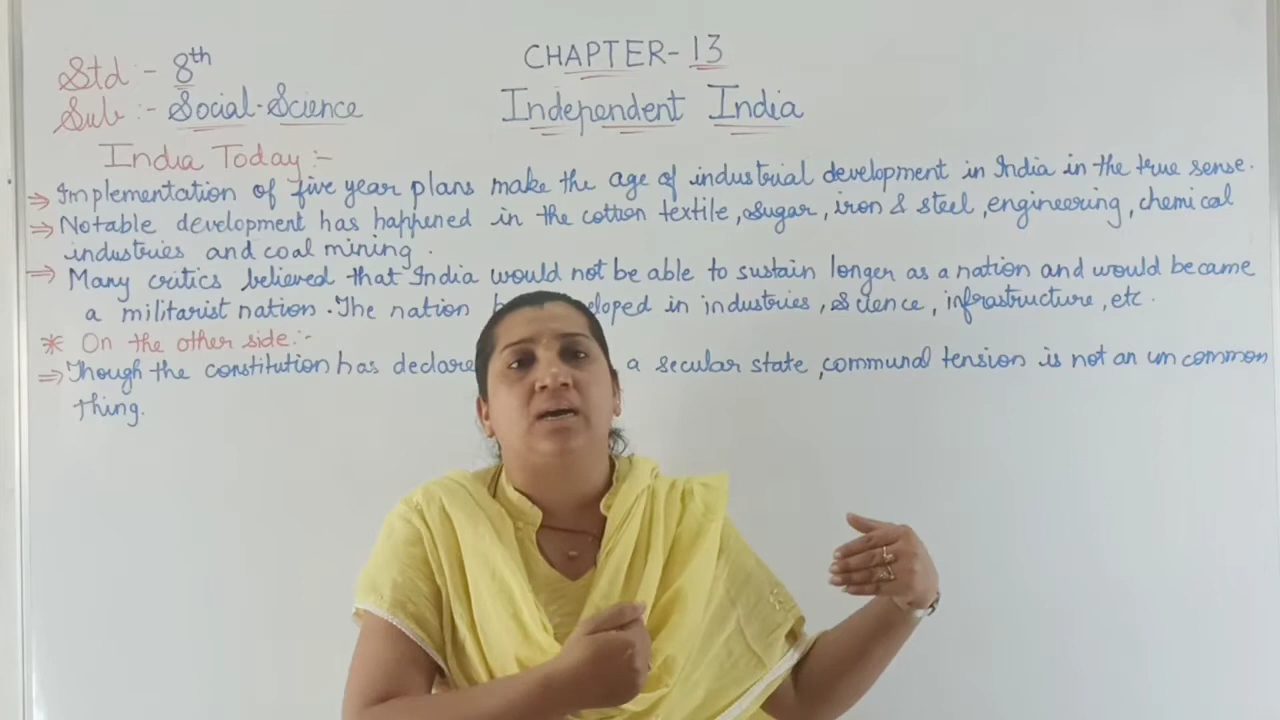 Std :- 8th
Sub :- Social-Science
CHAPTER-13
Independent India
India Today :-
⇒ Implementation of five year plans make the age of industrial development in India in the true sense.
⇒ Notable development has happened in the cotton textile, sugar, iron & steel, engineering, chemical
industries and coal mining.
⇒ Many critics believed that India would not be able to sustain longer as a nation and would became
a militarist nation. The nation in industries, science, infrastructure, etc.
* On the other side:-
⇒ Though the constitution has a secular state, communal tension is not an un common
thing.